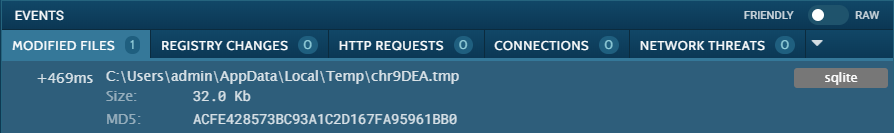 EVENTS FRIENDLY RAW
MODIFIED FILES 1 REGISTRY CHANGES 0 HTTP REQUESTS 0 CONNECTIONS 0 NETWORK THREATS 0
+469ms C:\Users\admin\AppData\Local\Temp\chr9DEA.tmp sqlite
Size: 32.0 Kb
MD5: ACFE428573BC93A1C2D167FA95961BB0